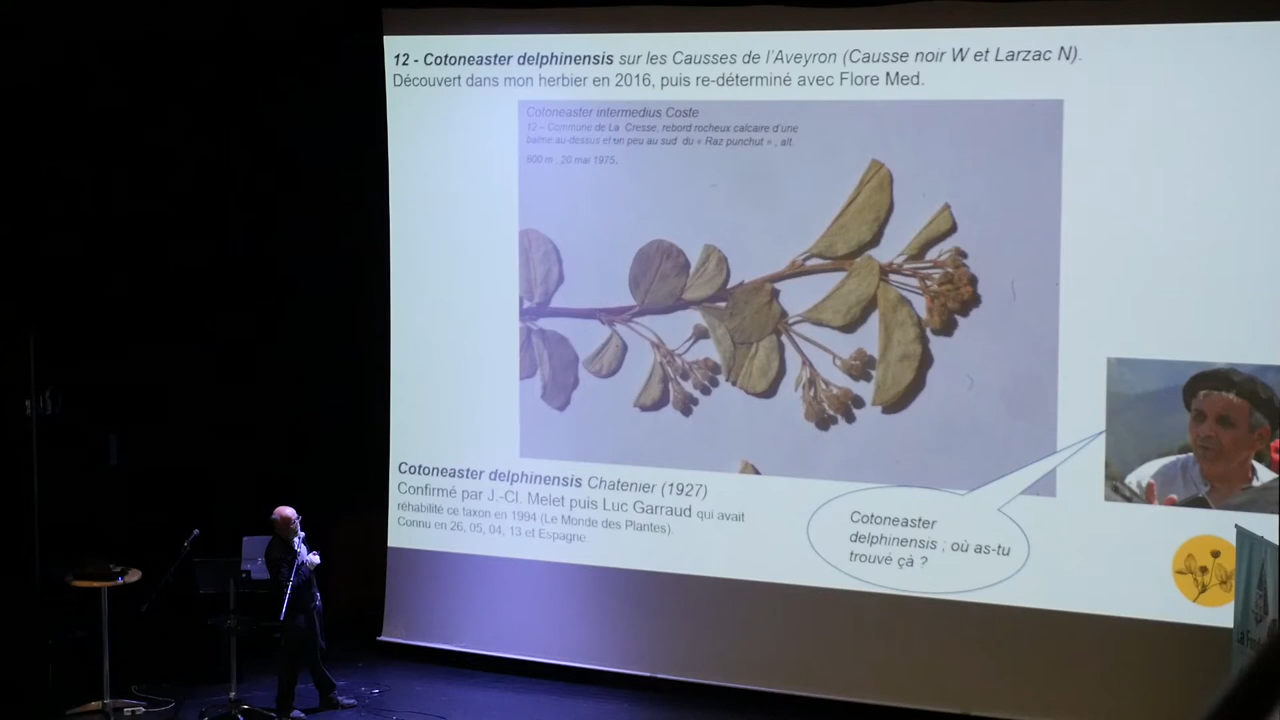 12 - Cotoneaster delphinensis sur les Causses de l'Aveyron (Causse noir W et Larzac N).
Découvert dans mon herbier en 2016, puis re-déterminé avec Flore Med.
Cotoneaster intermedius Coste
12 – Commune de La Cresse, rebord rocheux calcaire d'une
balme au-dessus et un peu au sud du « Raz punchut » , alt.
800 m ; 20 mai 1975.
Cotoneaster delphinensis Chatenier (1927)
Confirmé par J.-Cl. Melet puis Luc Garraud qui avait
réhabilité ce taxon en 1994 (Le Monde des Plantes).
Connu en 26, 05, 04, 13 et Espagne
Cotoneaster
delphinensis ; où as-tu
trouvé çà ?